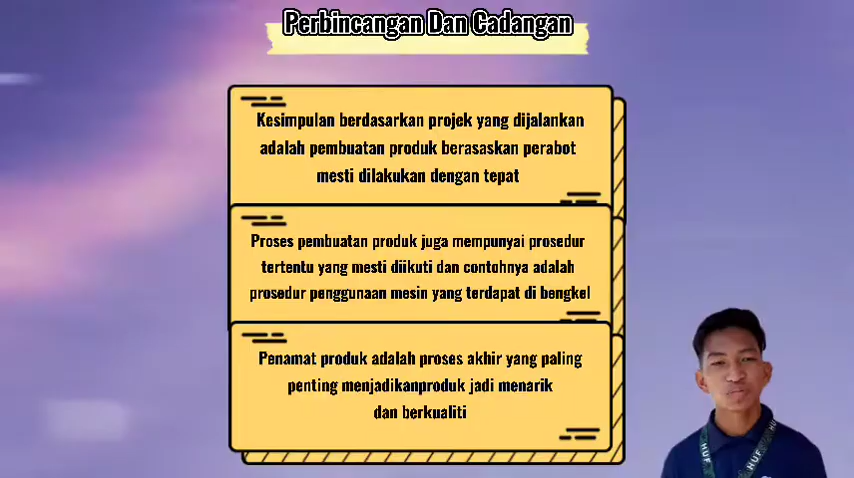 Perbincangan Dan Cadangan
Kesimpulan berdasarkan projek yang dijalankan
adalah pembuatan produk berasaskan perabot
mesti dilakukan dengan tepat
Proses pembuatan produk juga mempunyai prosedur
tertentu yang mesti diikuti dan contohnya adalah
prosedur penggunaan mesin yang terdapat di bengkel
Penamat produk adalah proses akhir yang paling
penting menjadikanproduk jadi menarik
dan berkualiti
HUF
HUF